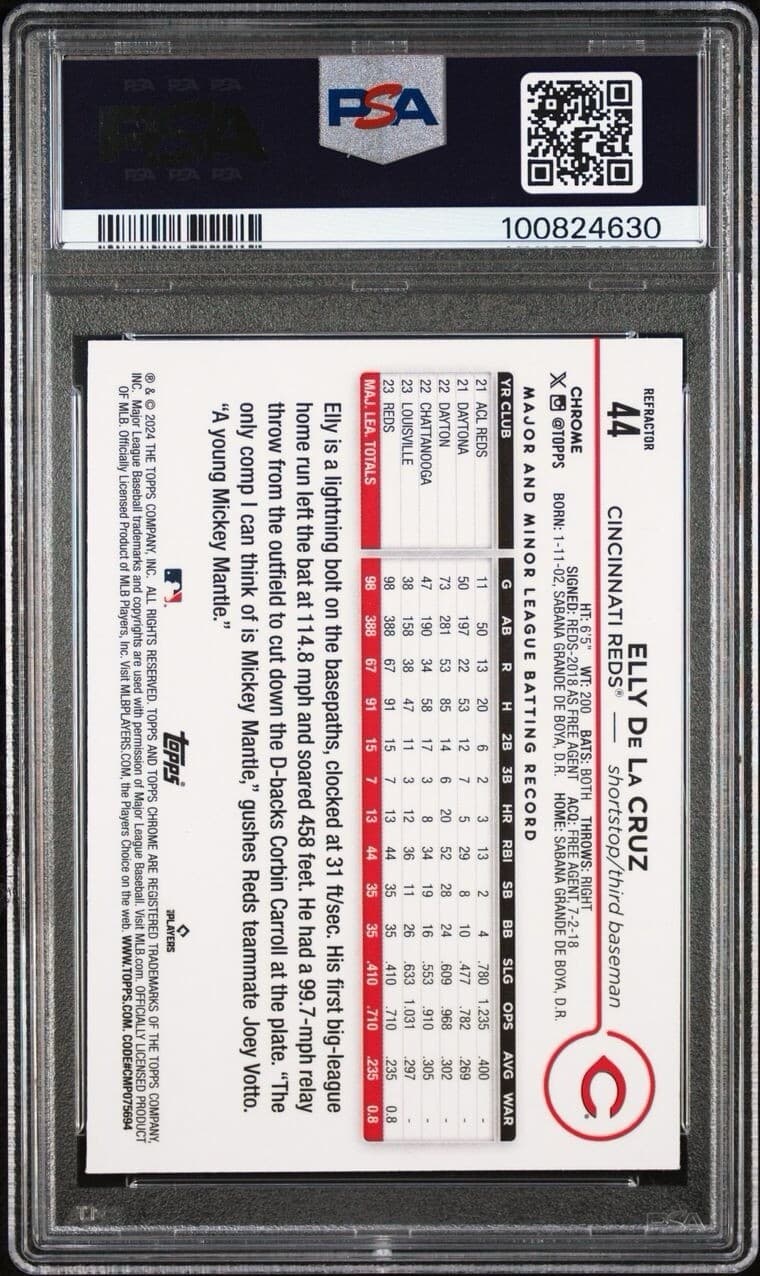 PSA PSA PSA
PSA
PSA PSA PSA
PSA
100824630
REFRACTOR
44
ELLY DE LA CRUZ
CINCINNATI REDS® — shortstop/third baseman
C
HT: 6'5" WT: 200 BATS: BOTH THROWS: RIGHT
SIGNED: REDS-2018 AS FREE AGENT ACQ: FREE AGENT, 7-2-18
BORN: 1-11-02, SABANA GRANDE DE BOYA, D.R. HOME: SABANA GRANDE DE BOYA, D.R.
CHROME
X @TOPPS
MAJOR AND MINOR LEAGUE BATTING RECORD
YR CLUB G AB R H 2B 3B HR RBI SB BB SLG OPS AVG WAR
21 ACL REDS 11 50 13 20 6 2 3 13 2 4 .780 1.235 .400 -
21 DAYTONA 50 197 22 53 12 7 5 29 8 10 .477 .782 .269 -
22 DAYTON 73 281 53 85 14 6 20 52 28 24 .609 .968 .302 -
22 CHATTANOOGA 47 190 34 58 17 3 8 34 19 16 .553 .910 .305 -
23 LOUISVILLE 38 158 38 47 11 3 12 36 11 26 .633 1.031 .297 -
23 REDS 98 388 67 91 15 7 13 44 35 35 .410 .710 .235 0.8
MAJ. LEA. TOTALS 98 388 67 91 15 7 13 44 35 35 .410 .710 .235 0.8
Elly is a lightning bolt on the basepaths, clocked at 31 ft/sec. His first big-league
home run left the bat at 114.8 mph and soared 458 feet. He had a 99.7-mph relay
throw from the outfield to cut down the D-backs Corbin Carroll at the plate. "The
only comp I can think of is Mickey Mantle," gushes Reds teammate Joey Votto.
"A young Mickey Mantle."
topps®
PLAYERS
® & © 2024 THE TOPPS COMPANY, INC. ALL RIGHTS RESERVED. TOPPS AND TOPPS CHROME ARE REGISTERED TRADEMARKS OF THE TOPPS COMPANY,
INC. Major League Baseball trademarks and copyrights are used with permission of Major League Baseball. Visit MLB.com. OFFICIALLY LICENSED PRODUCT
OF MLB. Officially Licensed Product of MLB Players, Inc. Visit MLBPLAYERS.COM, the Players Choice on the web. WWW.TOPPS.COM CODE#CMP075694
PSA